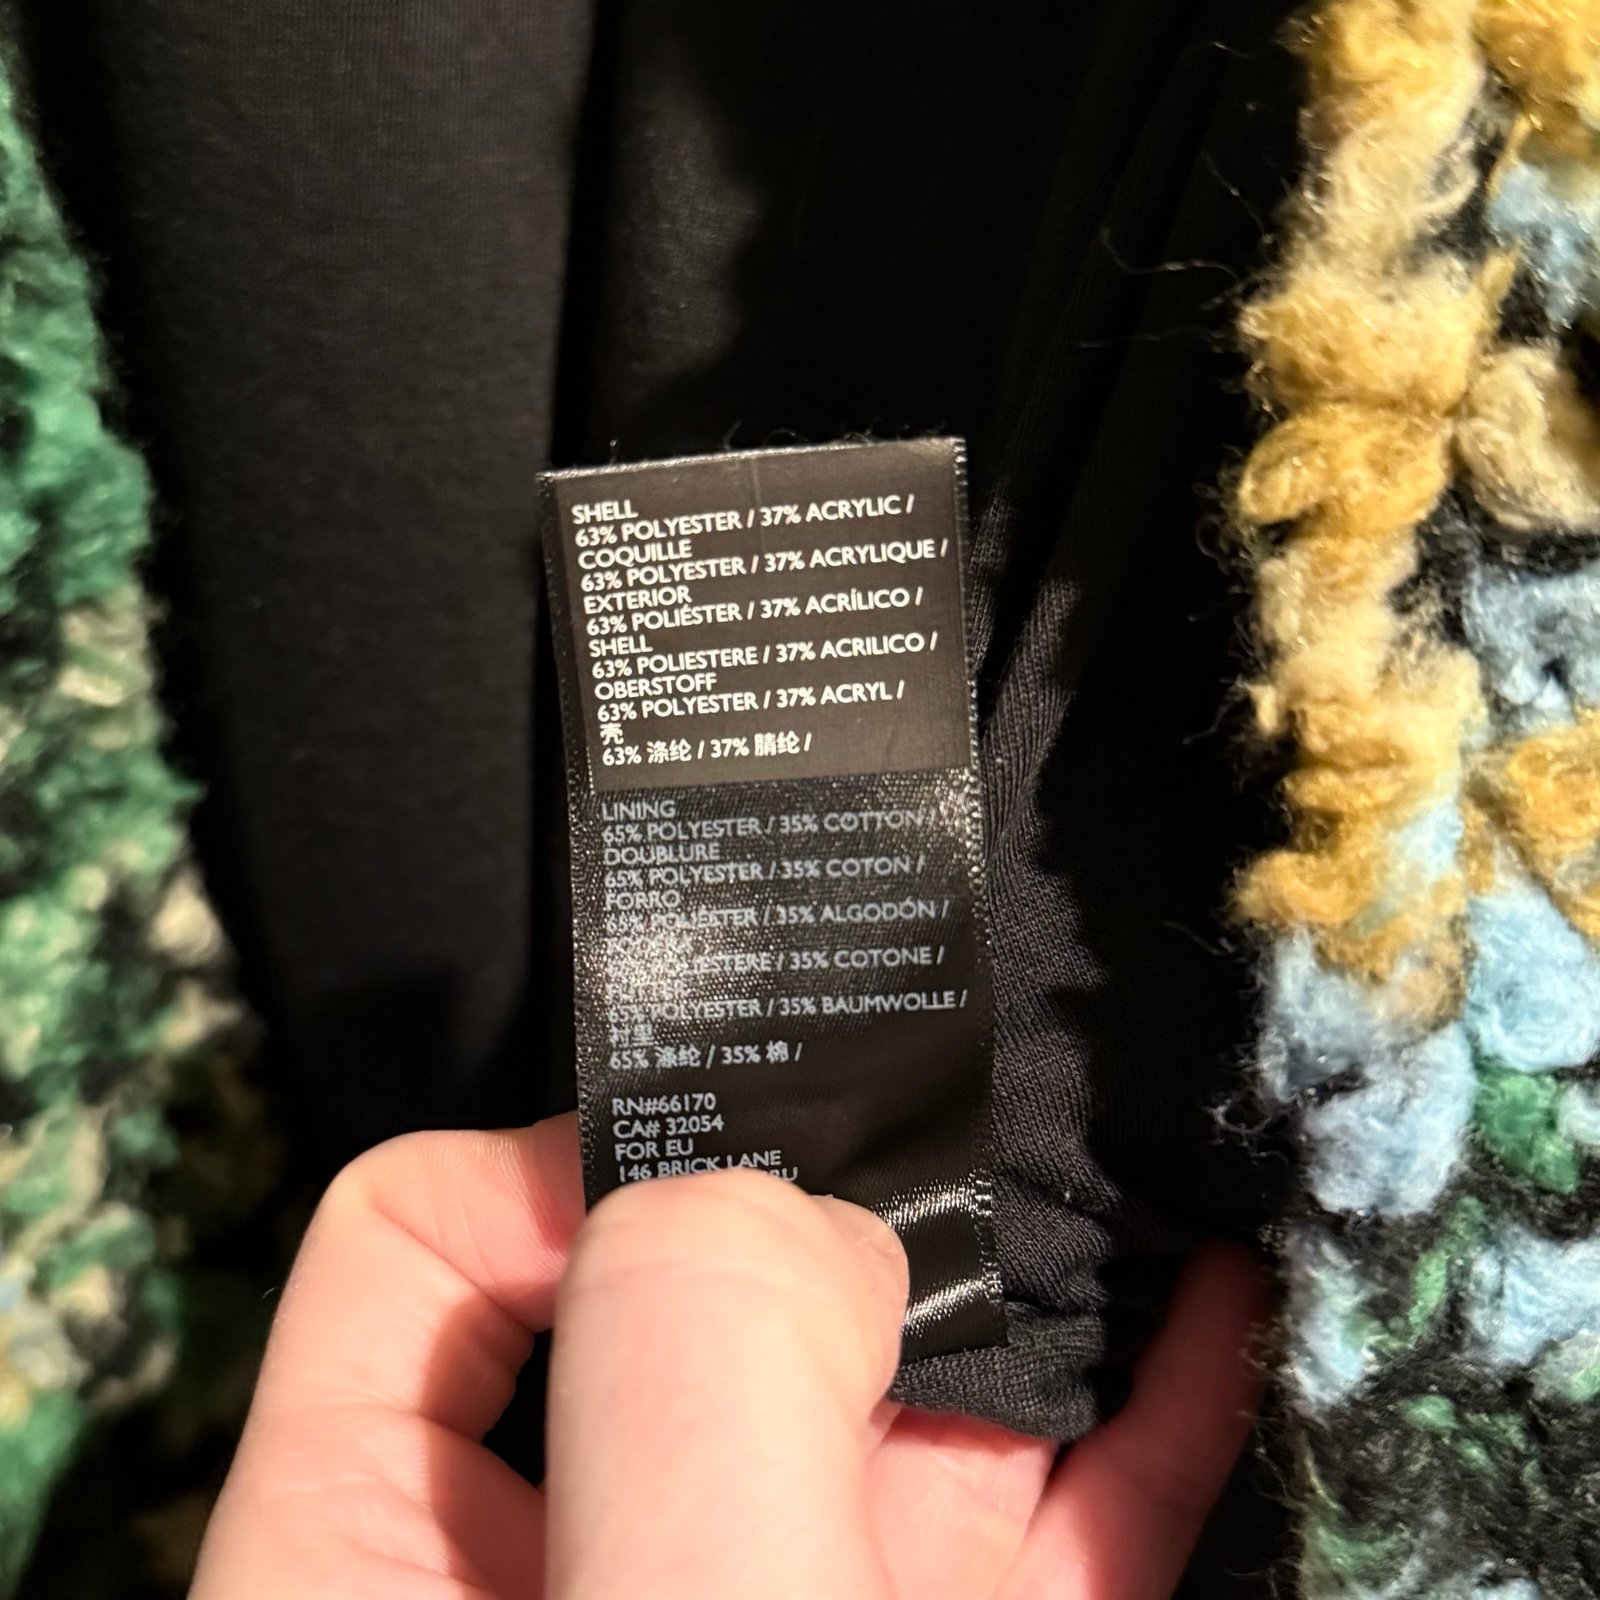 SHELL
63% POLYESTER / 37% ACRYLIC /
COQUILLE
63% POLYESTER / 37% ACRYLIQUE /
EXTERIOR
63% POLIÉSTER / 37% ACRÍLICO /
SHELL
63% POLIESTERE / 37% ACRILICO /
OBERSTOFF
63% POLYESTER / 37% ACRYL /
壳
63% 涤纶 / 37% 腈纶 /
LINING
65% POLYESTER / 35% COTTON /
DOUBLURE
65% POLYESTER / 35% COTON /
FORRO
65% POLIÉSTER / 35% ALGODÓN /
35% COTONE /
65% POLYESTER / 35% BAUMWOLLE /
衬里
65% 涤纶 / 35% 棉 /
RN#66170
CA# 32054
FOR EU
146 BRICK LANE